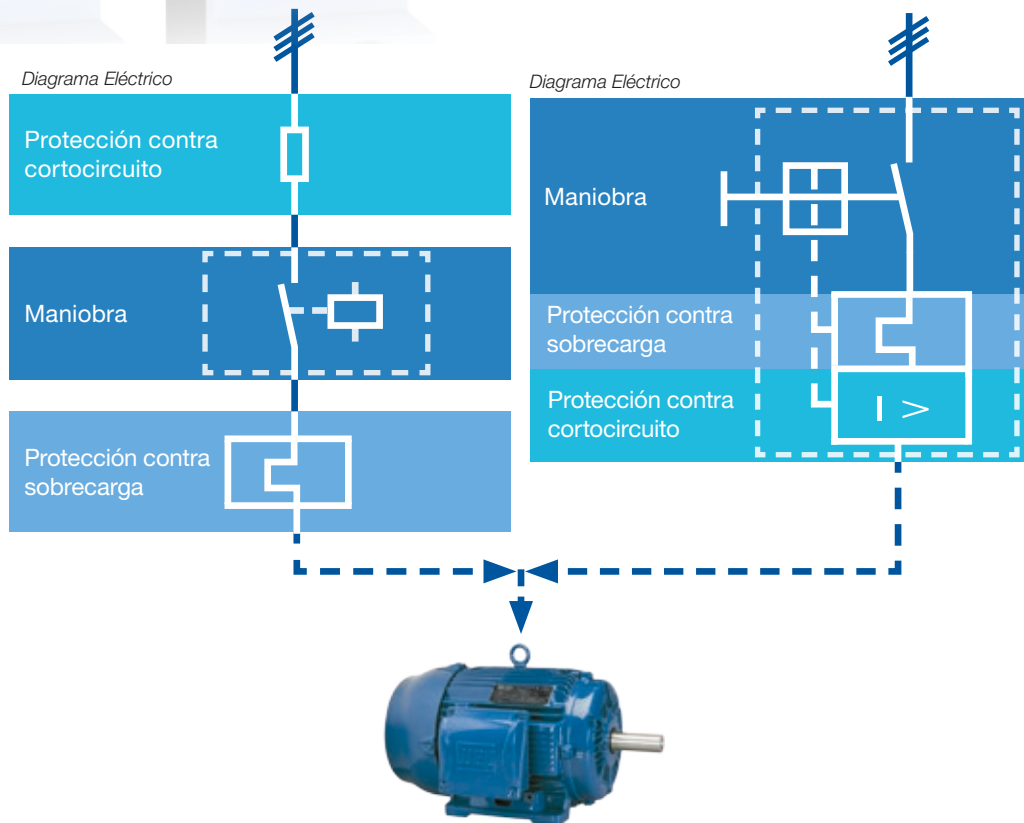 Diagrama Eléctrico
Protección contra
cortocircuito
Maniobra
Protección contra
sobrecarga
Diagrama Eléctrico
Maniobra
Protección contra
sobrecarga
Protección contra
cortocircuito
I >